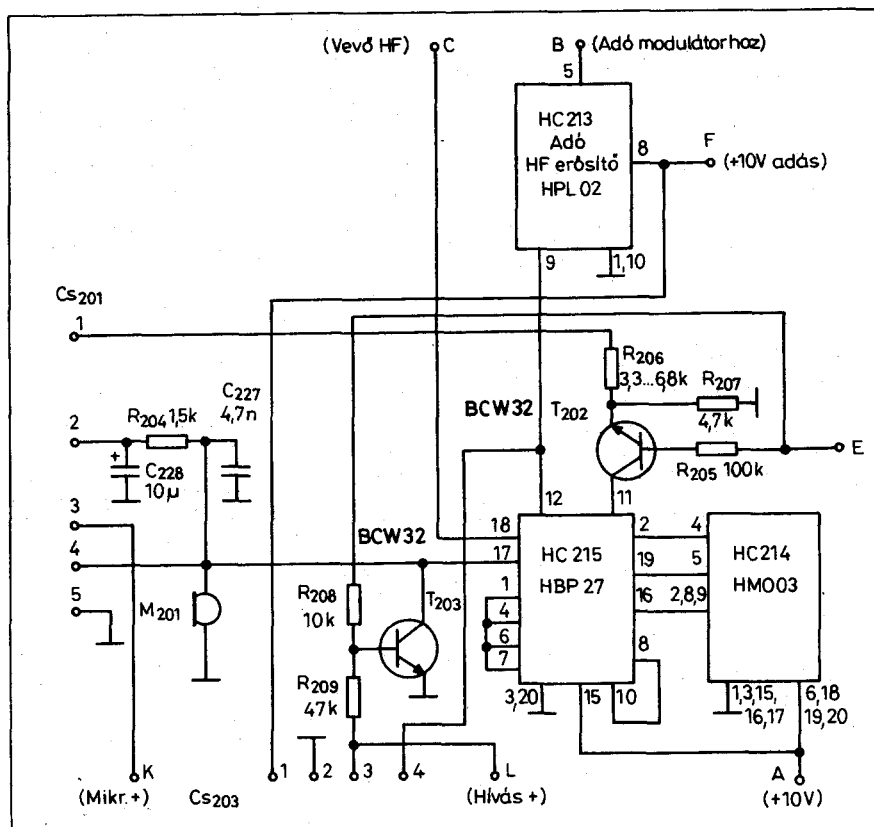 (Vevő HF) C
B (Adó modulátorhoz)
5
HC213
Adó
HF erősítő
HPL 02
8
F
(+10V adás)
9
1,10
Cs201
1
R206
3,3...6,8k
R207
4,7k
C227
4,7n
BCW32
T202
2
R204 1,5k
+
C228
10μ
R205 100k
E
3
12
11
4
BCW32
18
17
HC 215
HBP 27
2
19
16
4
5
2,8,9
HC214
HMO03
5
M201
R208
10k
T203
1
4
6
7
8
R209
47k
3,20
15
10
1,3,15,
16,17
6,18
19,20
K
(Mikr. +)
Cs203
1
2
3
4
L
(Hívás +)
A
(+10V)